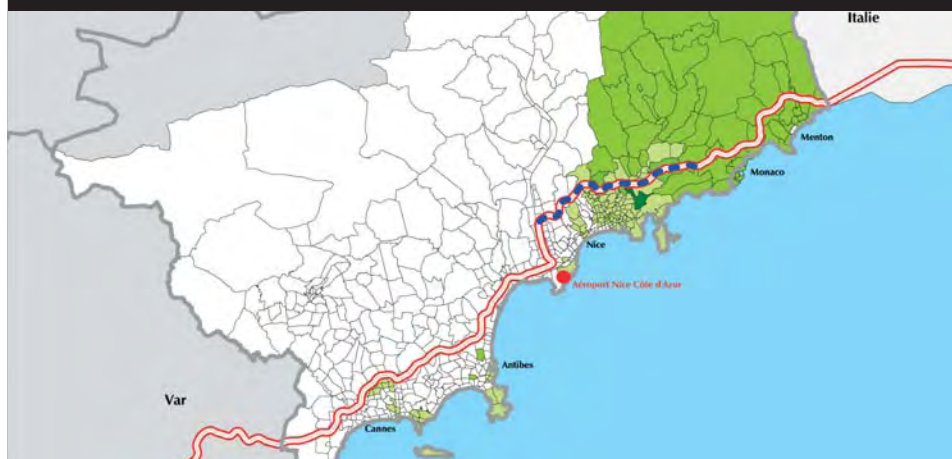 Italie
Menton
Monaco
Nice
Aéroport Nice Côte d'Azur
Antibes
Var
Cannes